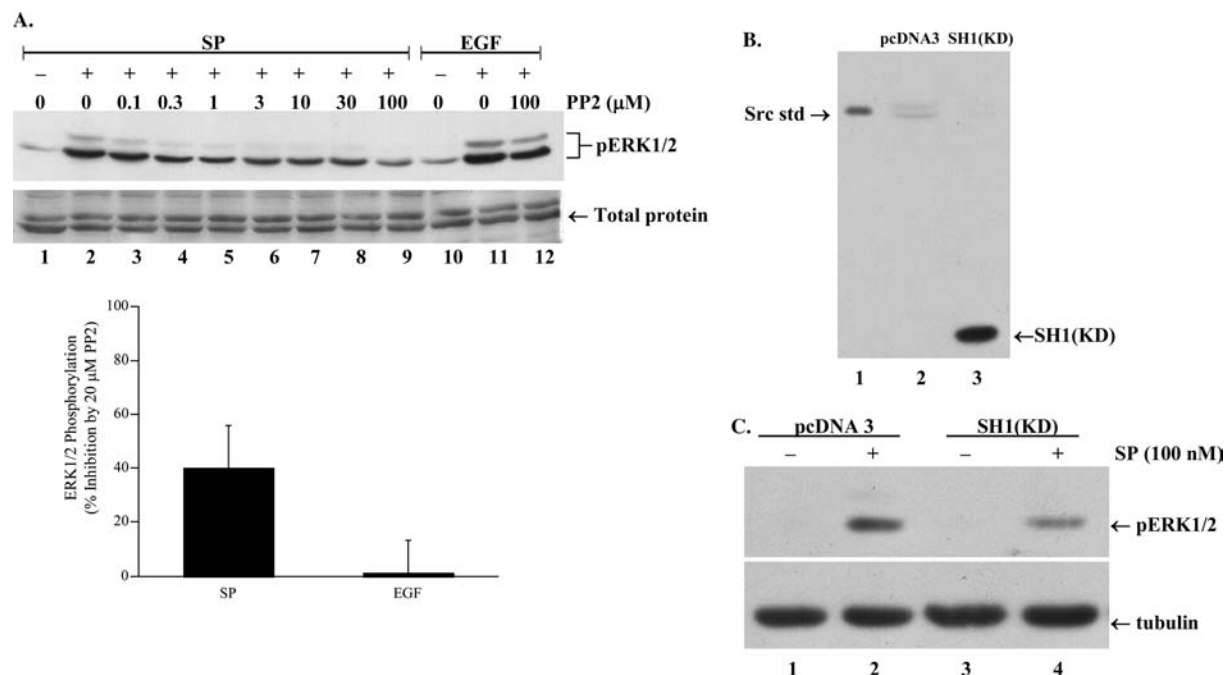 A.
SP EGF
– + + + + + + + + – + +
0 0 0.1 0.3 1 3 10 30 100 0 0 100 PP2 (µM)
pERK1/2
← Total protein
1 2 3 4 5 6 7 8 9 10 11 12
100
80
60
40
20
0
ERK1/2 Phosphorylation
(% Inhibition by 20 µM PP2)
SP EGF
B.
pcDNA3 SH1(KD)
Src std →
←SH1(KD)
1 2 3
C.
pcDNA 3 SH1(KD)
– + – + SP (100 nM)
← pERK1/2
← tubulin
1 2 3 4